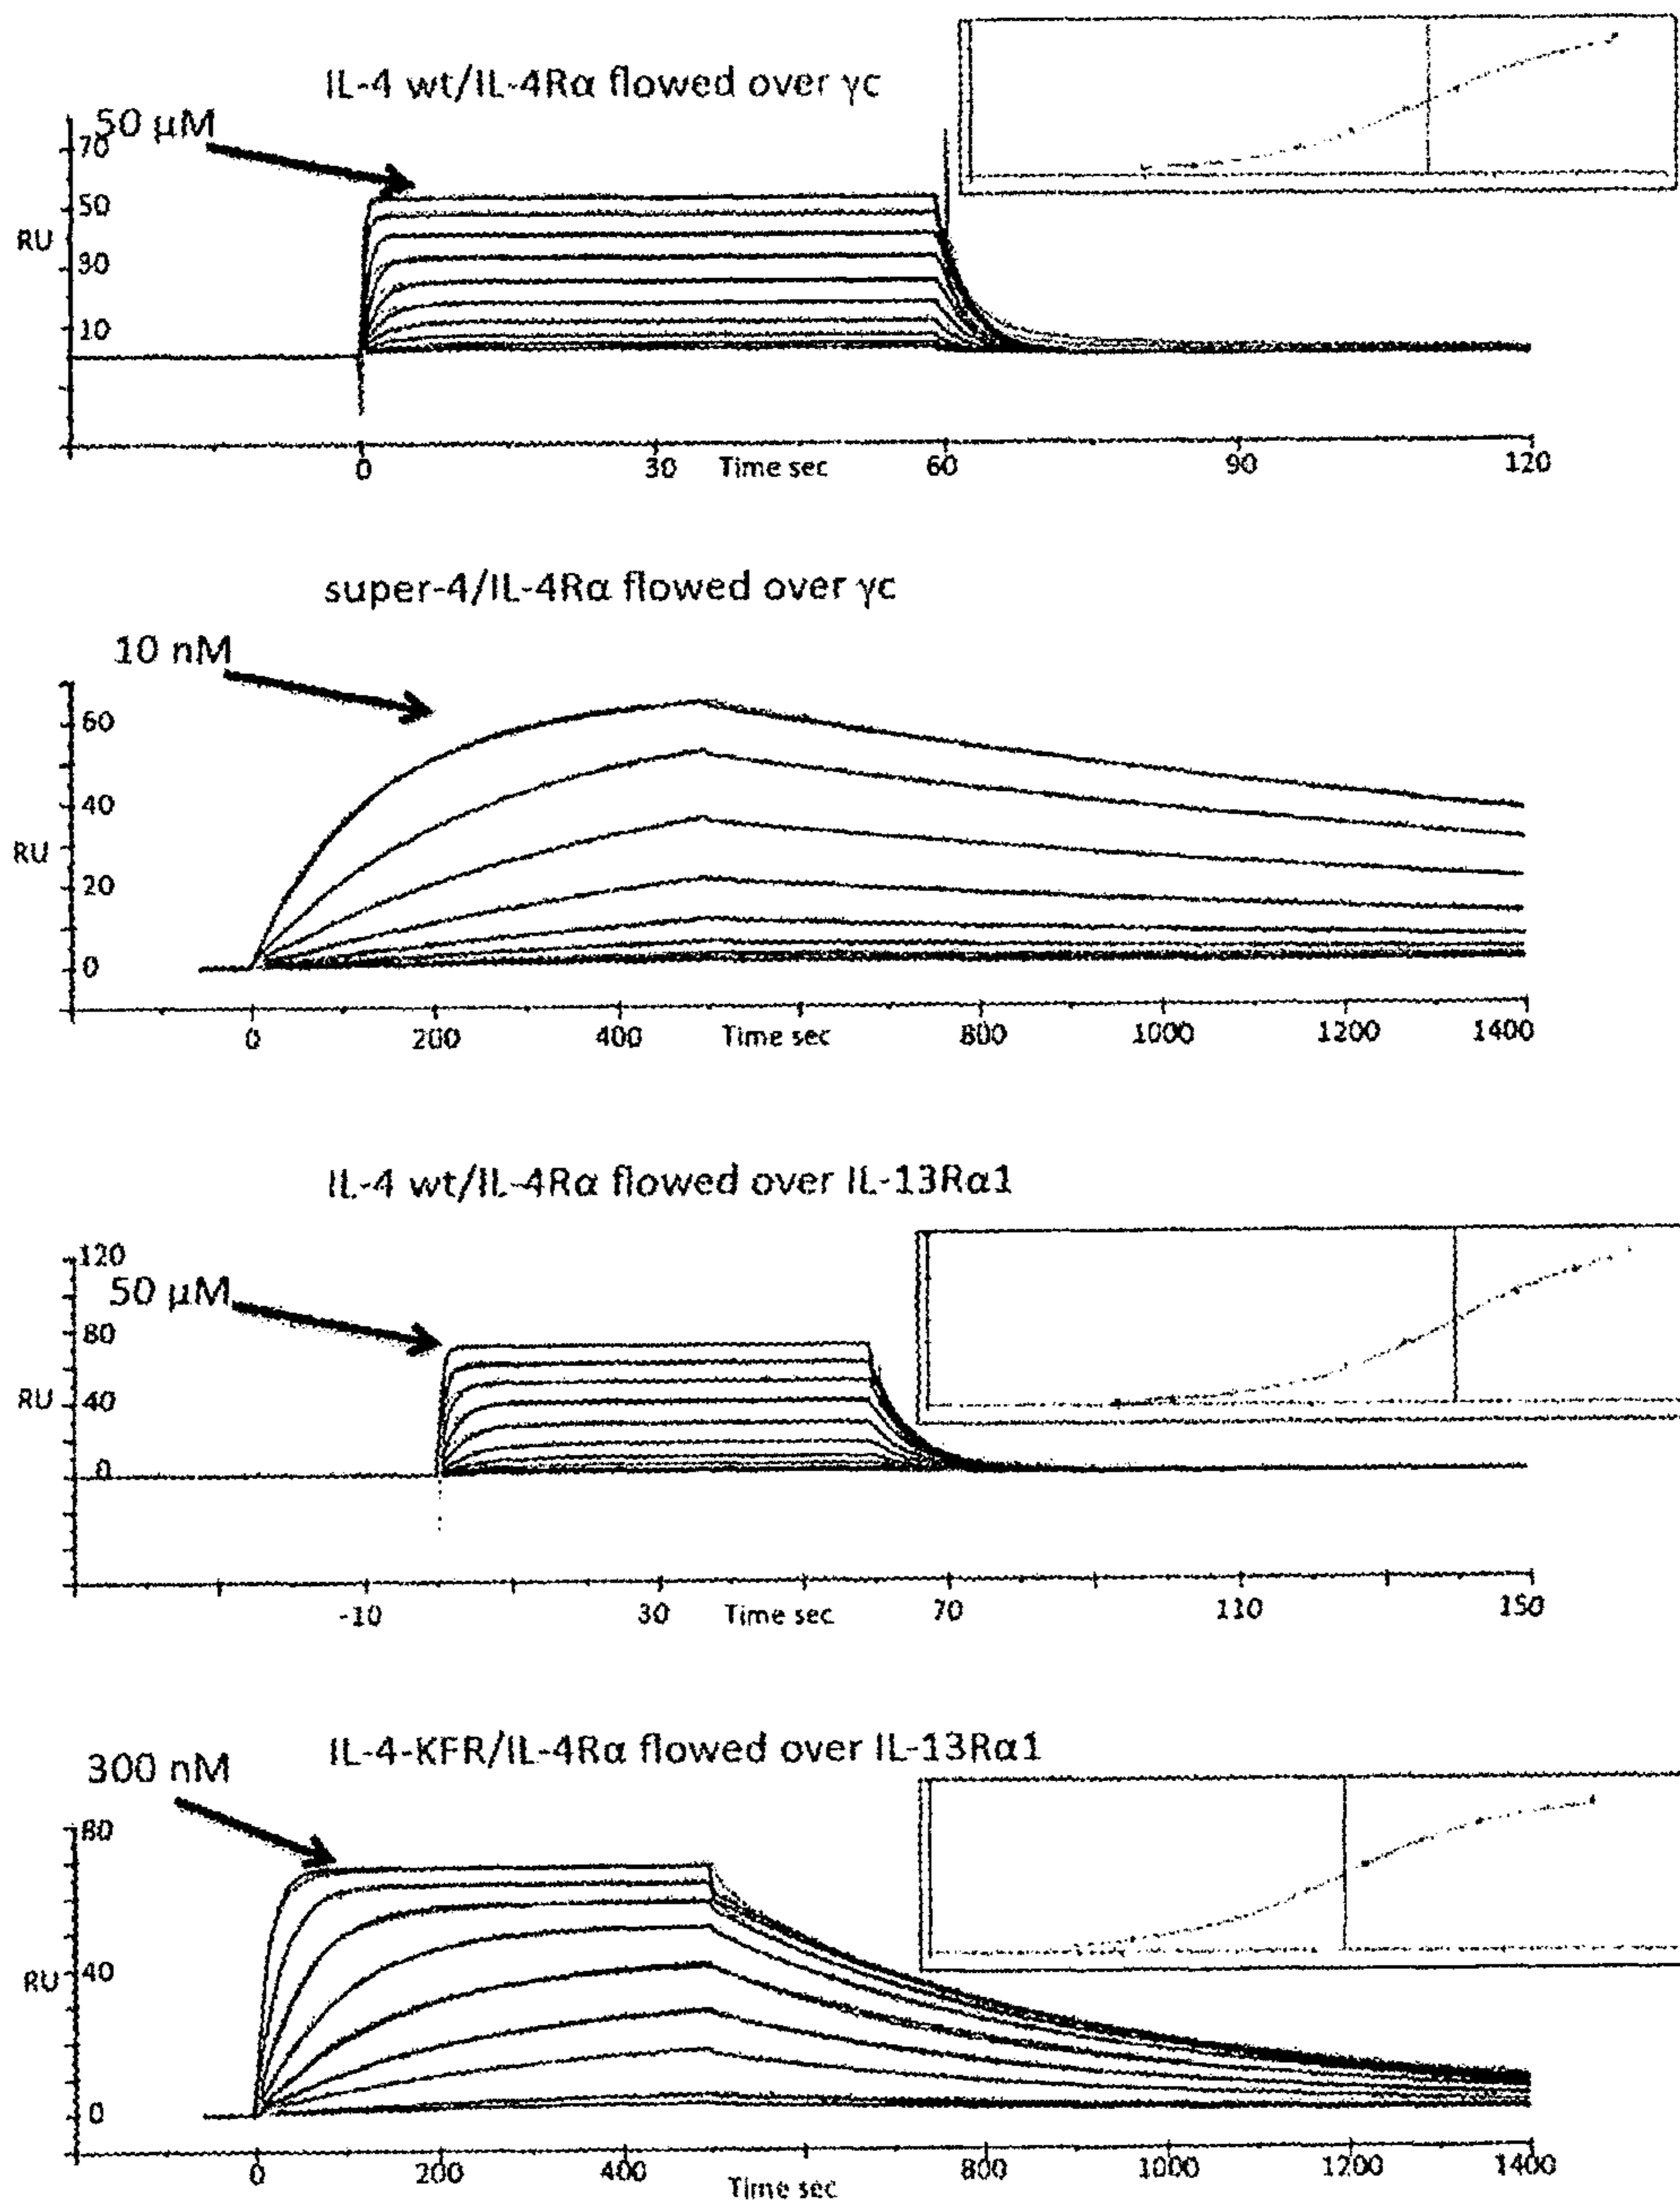 IL-4 wt/IL-4Rα flowed over γc
50 μM
70
50
RU
30
10
0 30 Time sec 60 90 120
super-4/IL-4Rα flowed over γc
10 nM
60
40
RU
20
0
0 200 400 Time sec 800 1000 1200 1400
IL-4 wt/IL-4Rα flowed over IL-13Rα1
120
50 μM
80
RU 40
0
-10 30 Time sec 70 110 150
IL-4-KFR/IL-4Rα flowed over IL-13Rα1
300 nM
80
RU 40
0
0 200 400 Time sec 800 1000 1200 1400